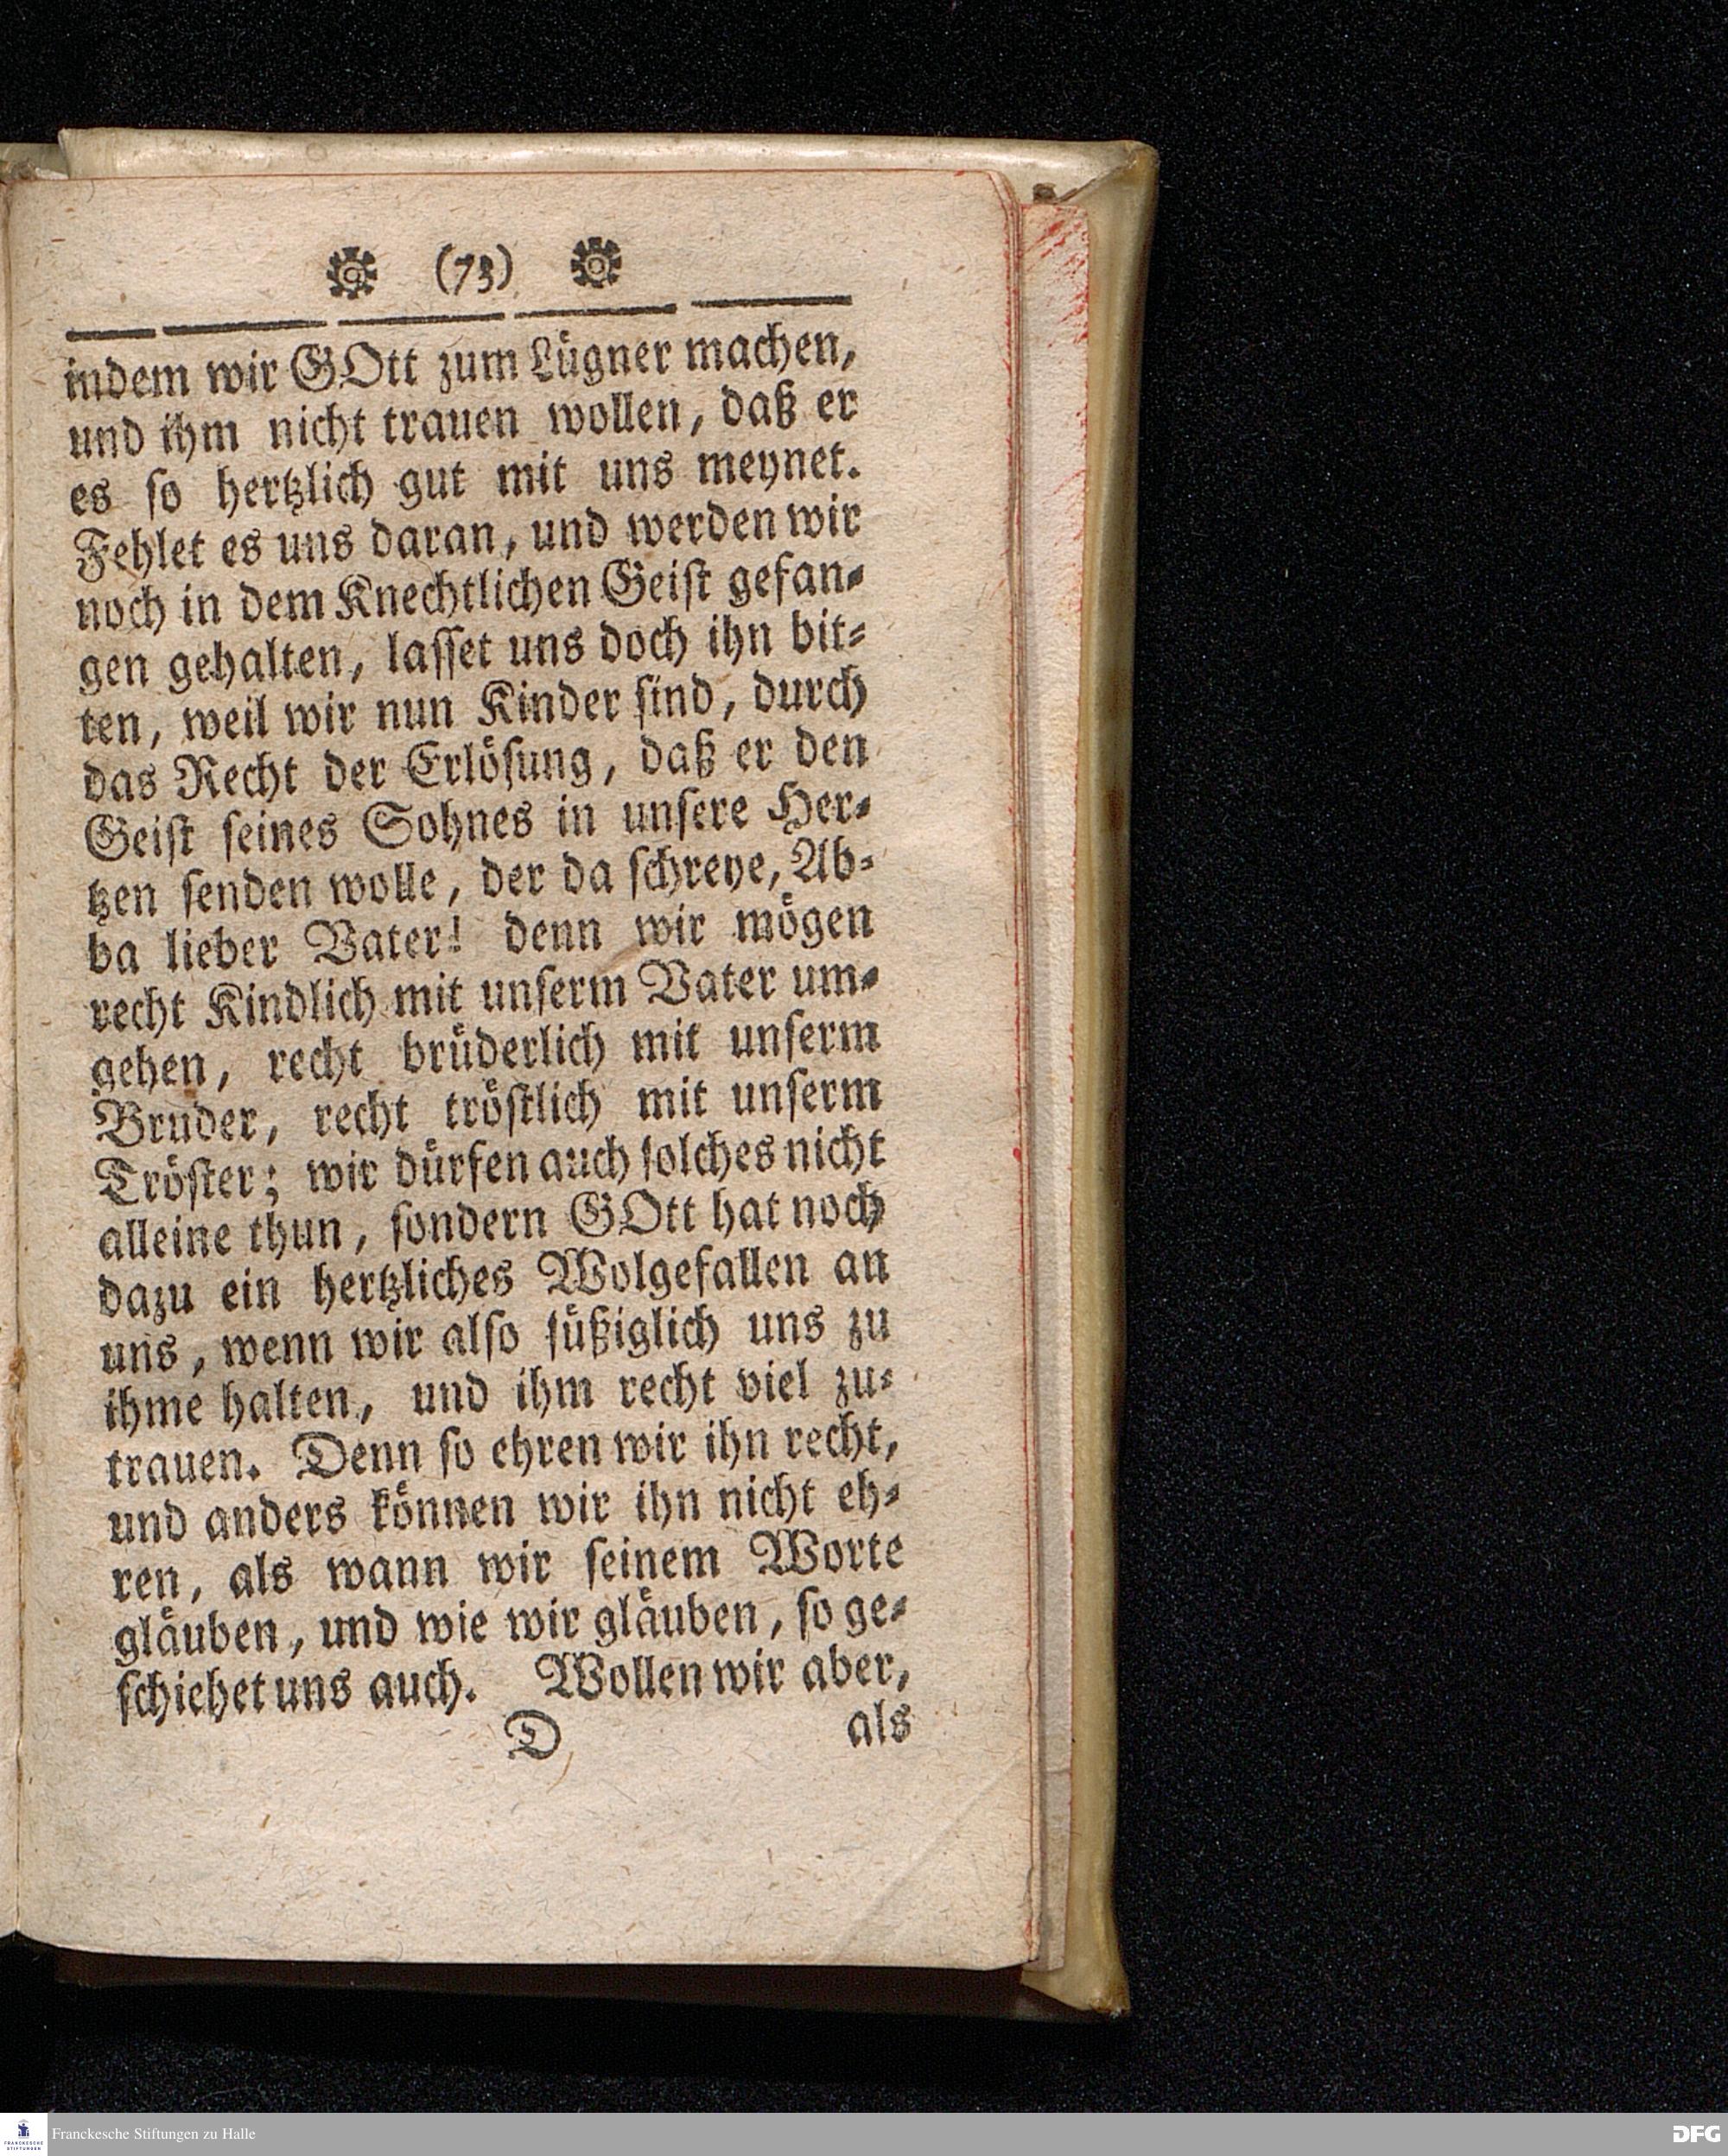 (73)
indem wir GOtt zum Lügner machen,
und ihm nicht trauen wollen, daß er
es so hertzlich gut mit uns meynet.
Fehlet es uns daran, und werden wir
noch in dem Knechtlichen Geist gefan-
gen gehalten, lasset uns doch ihn bit-
ten, weil wir nun Kinder sind, durch
das Recht der Erlösung, daß er den
Geist seines Sohnes in unsere Her-
tzen senden wolle, der da schreye, Ab-
ba lieber Vater! denn wir mögen
recht Kindlich mit unserm Vater um-
gehen, recht brüderlich mit unserm
Bruder, recht tröstlich mit unserm
Tröster; wir dürfen auch solches nicht
alleine thun, sondern GOtt hat noch
dazu ein hertzliches Wolgefallen an
uns, wenn wir also süßiglich uns zu
ihme halten, und ihm recht viel zu-
trauen. Denn so ehren wir ihn recht,
und anders können wir ihn nicht eh-
ren, als wann wir seinem Worte
gläuben, und wie wir gläuben, so ge-
schiehet uns auch. Wollen wir aber,
D als
FRANCKESCHE STIFTUNGEN
Franckesche Stiftungen zu Halle
DFG